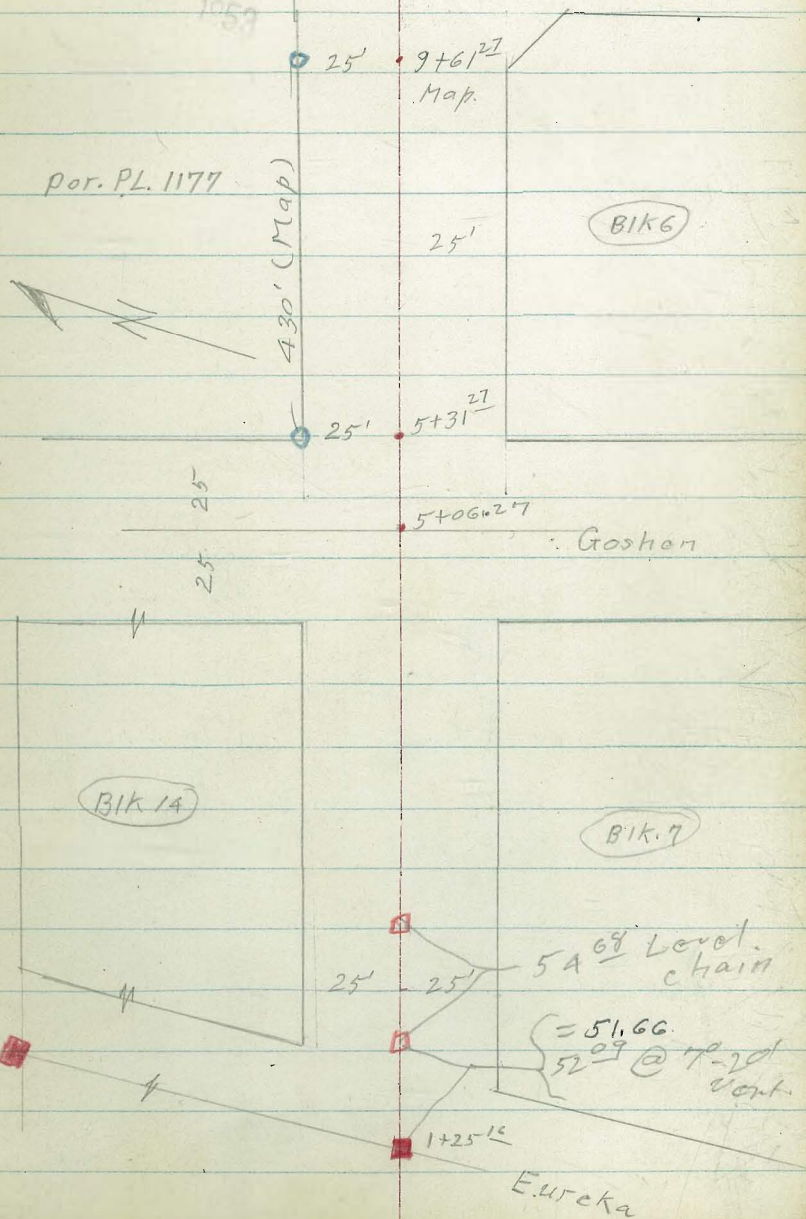 25' 9+61 27
Map.
por. PL. 1177
430' (Map)
25'
Blk 6
N
25' 5+31 27
25
5+06.27
Goshen
25
Blk 14
Blk. 7
54 68 Level.
chain
25' 25'
= 51.66
52 09 @ 7°-20'
Vert.
1+25 16
Eureka